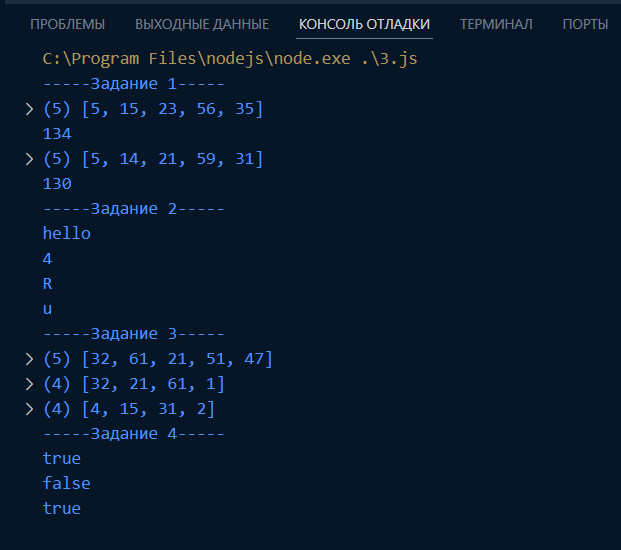 ПРОБЛЕМЫ ВЫХОДНЫЕ ДАННЫЕ КОНСОЛЬ ОТЛАДКИ ТЕРМИНАЛ ПОРТЫ
C:\Program Files\nodejs\node.exe .\3.js
-----Задание 1-----
> (5) [5, 15, 23, 56, 35]
134
> (5) [5, 14, 21, 59, 31]
130
-----Задание 2-----
hello
4
R
u
-----Задание 3-----
> (5) [32, 61, 21, 51, 47]
> (4) [32, 21, 61, 1]
> (4) [4, 15, 31, 2]
-----Задание 4-----
true
false
true